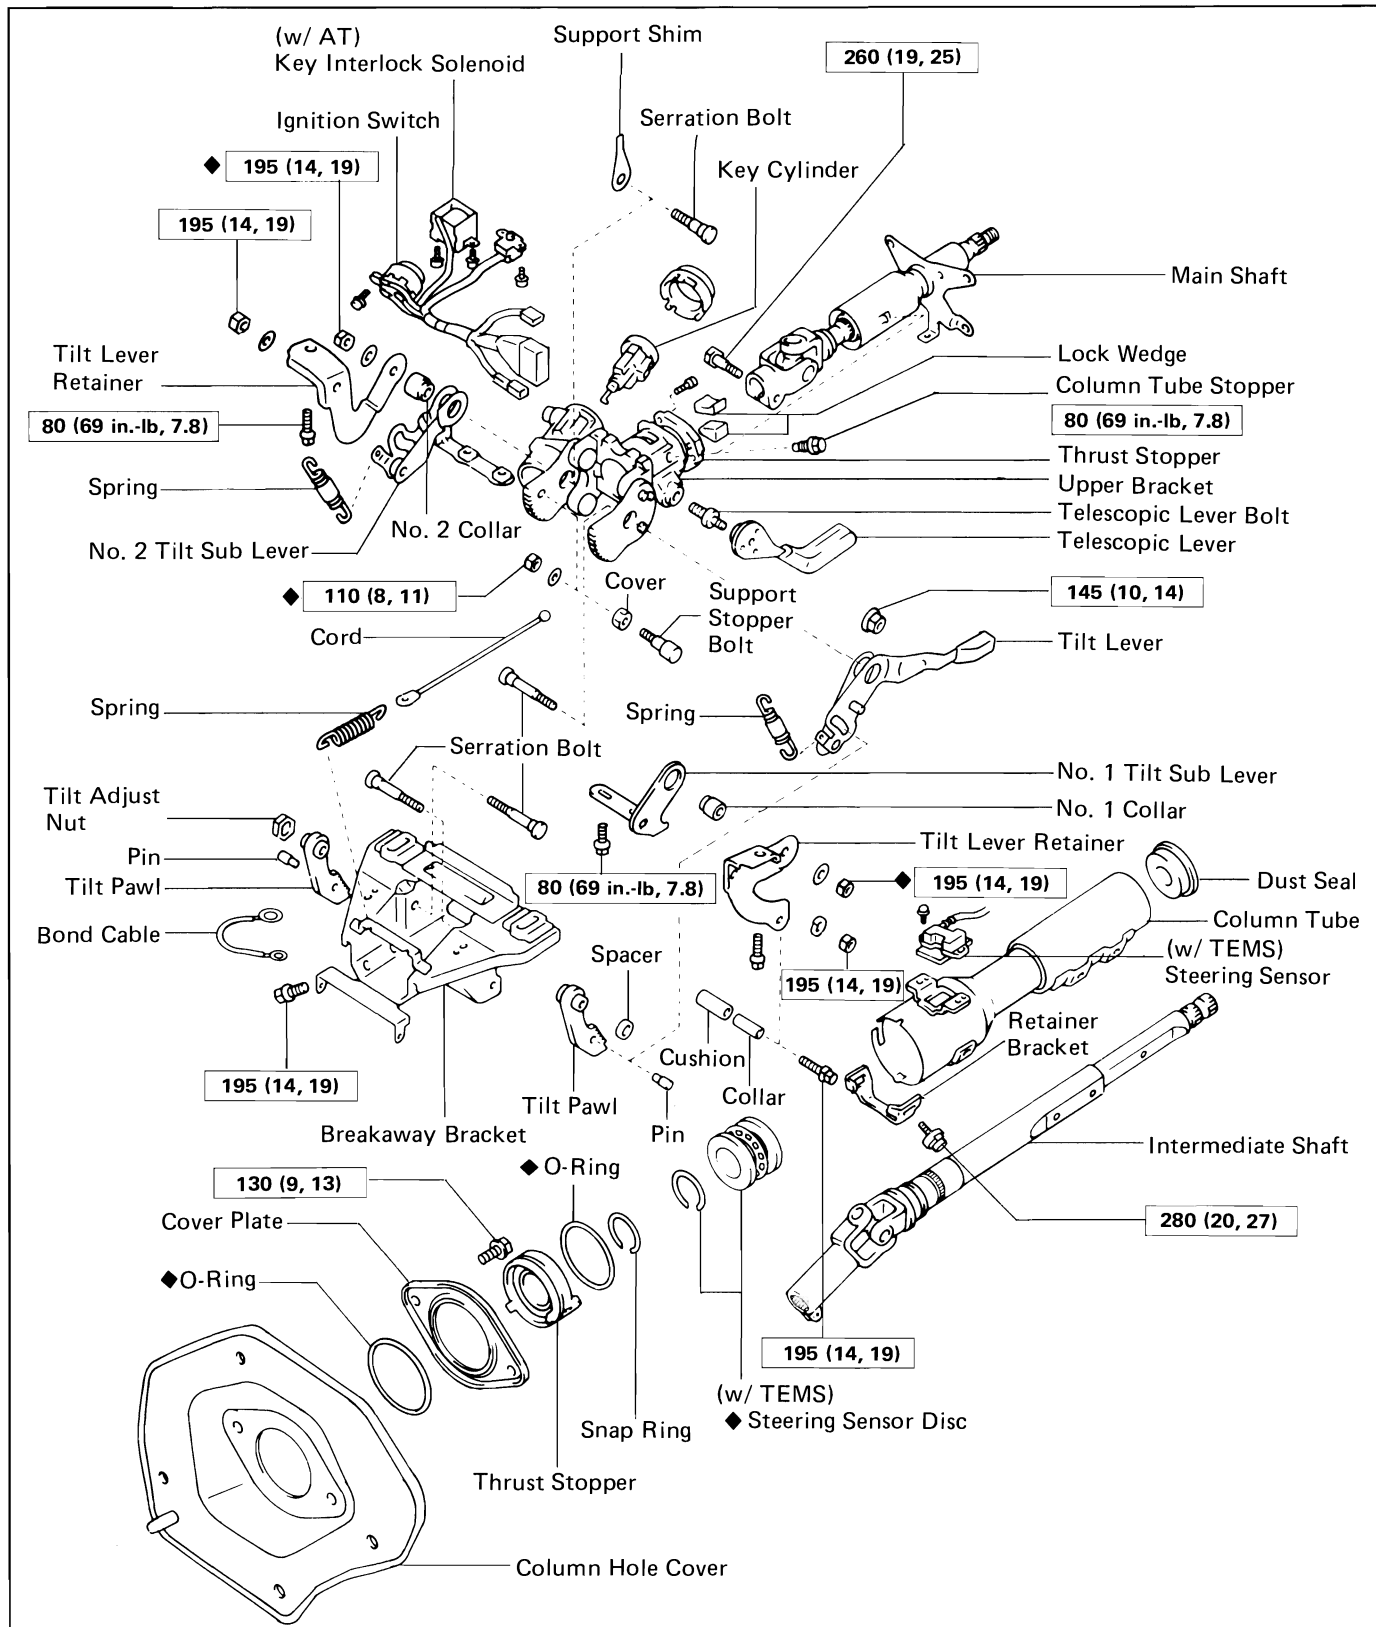 (w/ AT)
Key Interlock Solenoid
Support Shim
260 (19, 25)
Ignition Switch
Serration Bolt
◆ 195 (14, 19)
Key Cylinder
195 (14, 19)
Main Shaft
Tilt Lever
Retainer
Lock Wedge
Column Tube Stopper
80 (69 in.-lb, 7.8)
80 (69 in.-lb, 7.8)
Thrust Stopper
Spring
Upper Bracket
Telescopic Lever Bolt
No. 2 Collar
Telescopic Lever
No. 2 Tilt Sub Lever
◆ 110 (8, 11)
Cover
Support
Stopper
Bolt
145 (10, 14)
Cord
Tilt Lever
Spring
Spring
Serration Bolt
No. 1 Tilt Sub Lever
Tilt Adjust
Nut
No. 1 Collar
Tilt Lever Retainer
Pin
Tilt Pawl
80 (69 in.-lb, 7.8)
◆ 195 (14, 19)
Dust Seal
Bond Cable
Column Tube
(w/ TEMS)
Steering Sensor
Spacer
195 (14, 19)
Retainer
Bracket
Cushion
195 (14, 19)
Collar
Tilt Pawl
Pin
Breakaway Bracket
Intermediate Shaft
◆ O-Ring
130 (9, 13)
Cover Plate
280 (20, 27)
◆ O-Ring
195 (14, 19)
(w/ TEMS)
◆ Steering Sensor Disc
Snap Ring
Thrust Stopper
Column Hole Cover